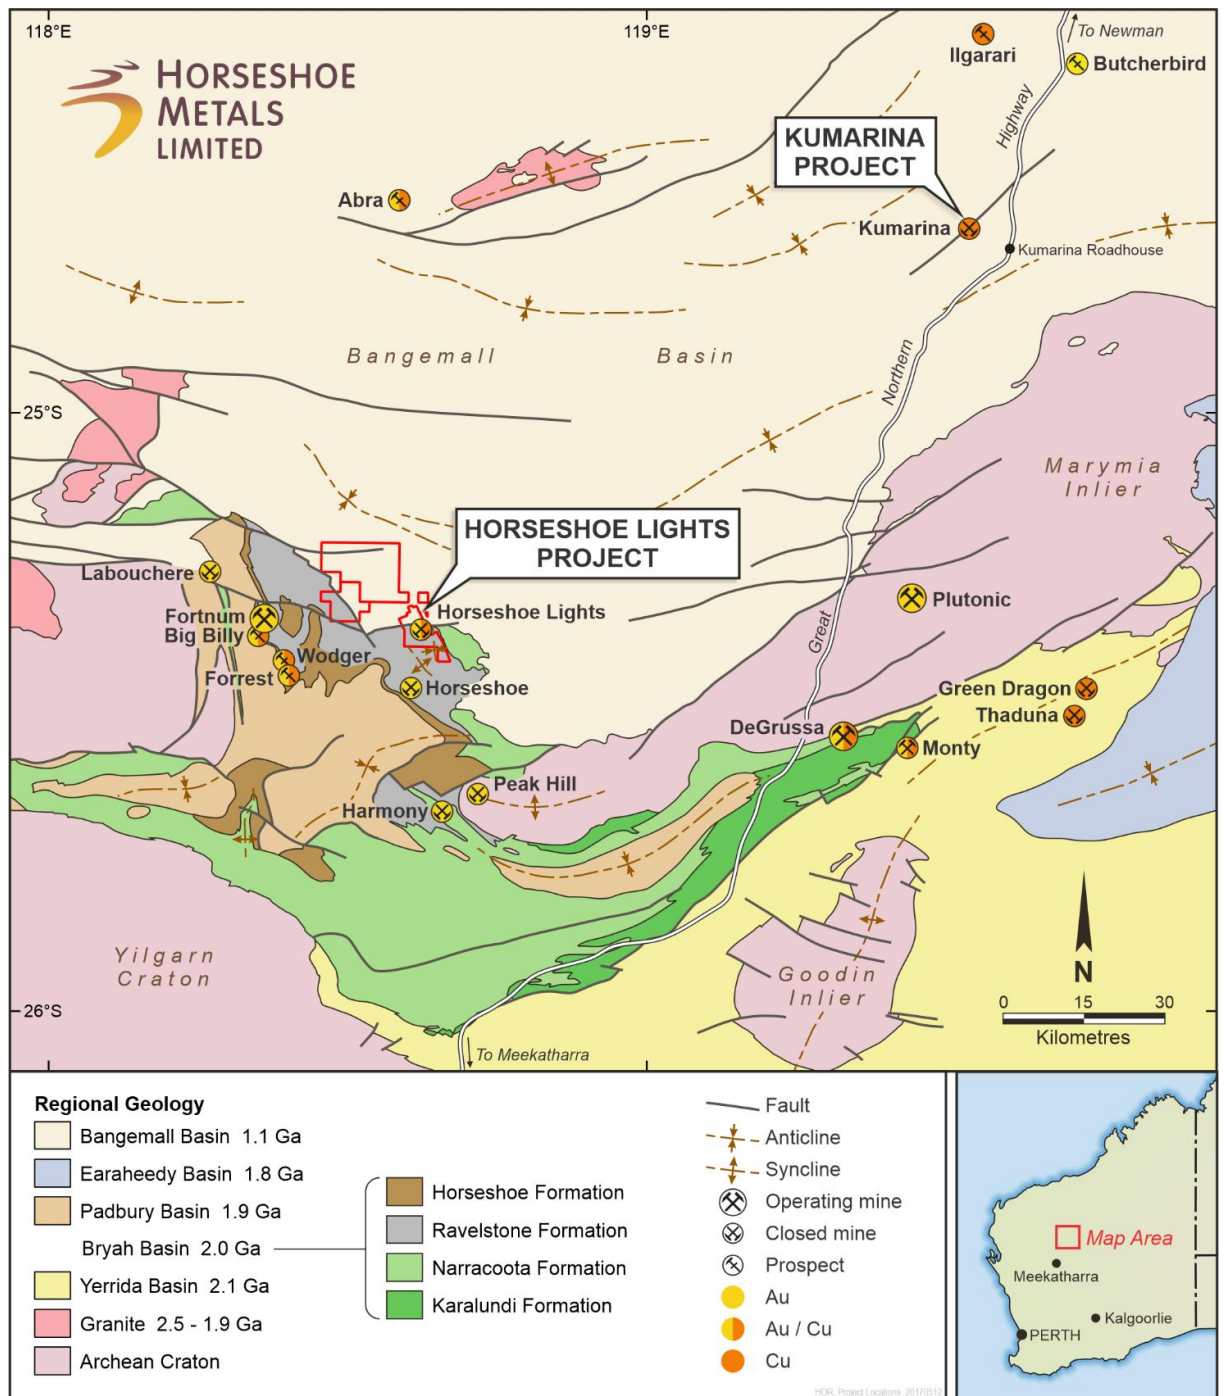 118°E
119°E
HORSESHOE
METALS
LIMITED
To Newman
Ilgarari
Butcherbird
Highway
KUMARINA
PROJECT
Abra
Kumarina
Kumarina Roadhouse
Bangemall Basin
Northern
25°S
Marymia
Inlier
HORSESHOE LIGHTS
PROJECT
Labouchere
Horseshoe Lights
Plutonic
Fortnum
Big Billy
Great
Wodger
Forrest
Horseshoe
Green Dragon
Thaduna
DeGrussa
Monty
Peak Hill
Harmony
Yilgarn
Craton
Goodin
Inlier
N
26°S
0 15 30
Kilometres
To Meekatharra
Regional Geology
Bangemall Basin 1.1 Ga
Earaheedy Basin 1.8 Ga
Padbury Basin 1.9 Ga
Bryah Basin 2.0 Ga
Yerrida Basin 2.1 Ga
Granite 2.5 - 1.9 Ga
Archean Craton
Horseshoe Formation
Ravelstone Formation
Narracoota Formation
Karalundi Formation
Fault
Anticline
Syncline
Operating mine
Closed mine
Prospect
Au
Au / Cu
Cu
Map Area
Meekatharra
Kalgoorlie
PERTH
HOR_Project Locations_20170512